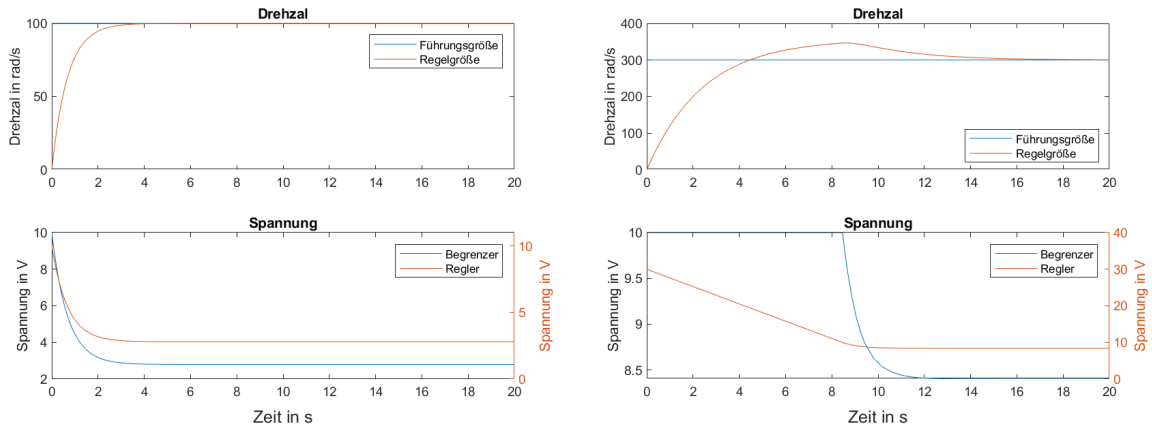 Drehzal
Drehzal in rad/s
100
50
0
0 2 4 6 8 10 12 14 16 18 20
Führungsgröße
Regelgröße
Drehzal
Drehzal in rad/s
400
300
200
100
0
0 2 4 6 8 10 12 14 16 18 20
Führungsgröße
Regelgröße
Spannung
Spannung in V
10
8
6
4
2
0 2 4 6 8 10 12 14 16 18 20
Begrenzer
Regler
10
5
0
Spannung in V
Zeit in s
Spannung
Spannung in V
10
9.5
9
8.5
0 2 4 6 8 10 12 14 16 18 20
Begrenzer
Regler
40
30
20
10
0
Spannung in V
Zeit in s